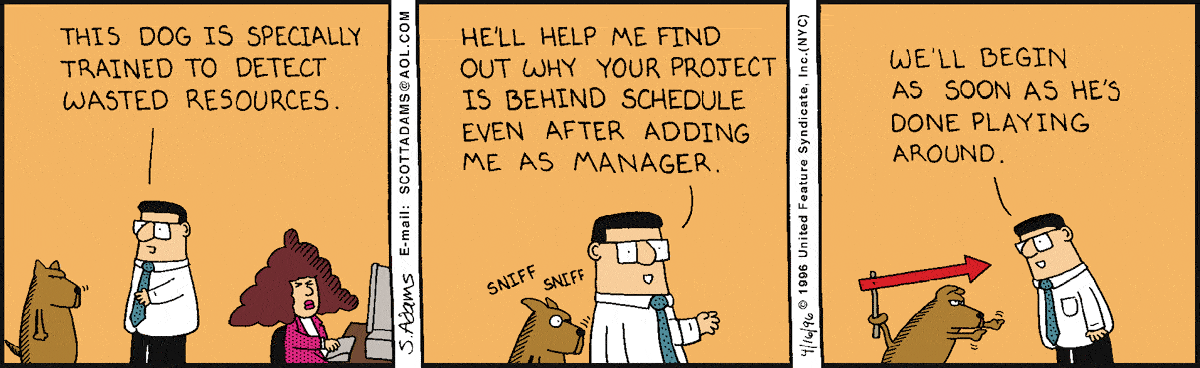 THIS DOG IS SPECIALLY
TRAINED TO DETECT
WASTED RESOURCES.
S.Adams E-mail: SCOTTADAMS@AOL.COM
HE'LL HELP ME FIND
OUT WHY YOUR PROJECT
IS BEHIND SCHEDULE
EVEN AFTER ADDING
ME AS MANAGER.
SNIFF
SNIFF
4/16/96 © 1996 United Feature Syndicate, Inc.(NYC)
WE'LL BEGIN
AS SOON AS HE'S
DONE PLAYING
AROUND.